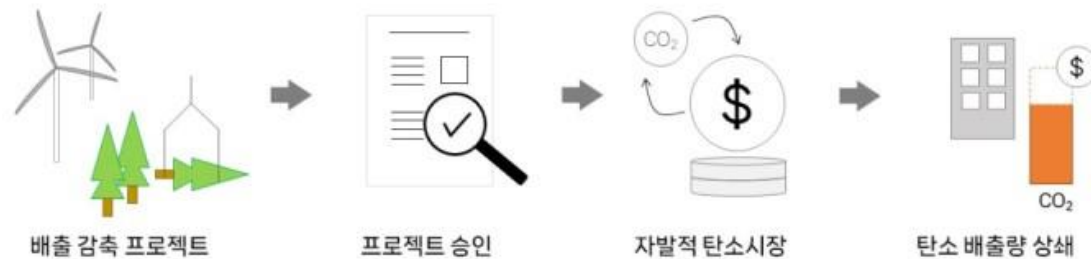 CO₂
$
$
CO₂
배출 감축 프로젝트
프로젝트 승인
자발적 탄소시장
탄소 배출량 상쇄